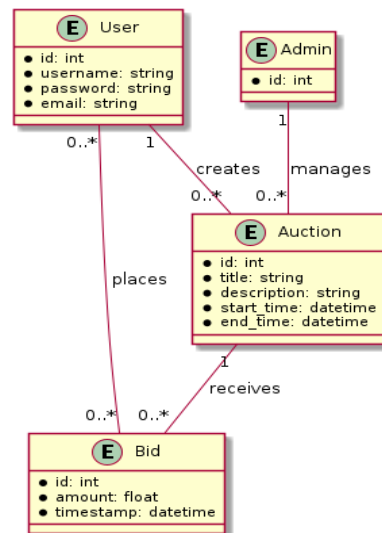 E User
id: int
username: string
password: string
email: string
E Admin
id: int
0..*
1
1
creates
manages
0..*
0..*
E Auction
id: int
title: string
description: string
start_time: datetime
end_time: datetime
places
1
receives
0..*
0..*
E Bid
id: int
amount: float
timestamp: datetime